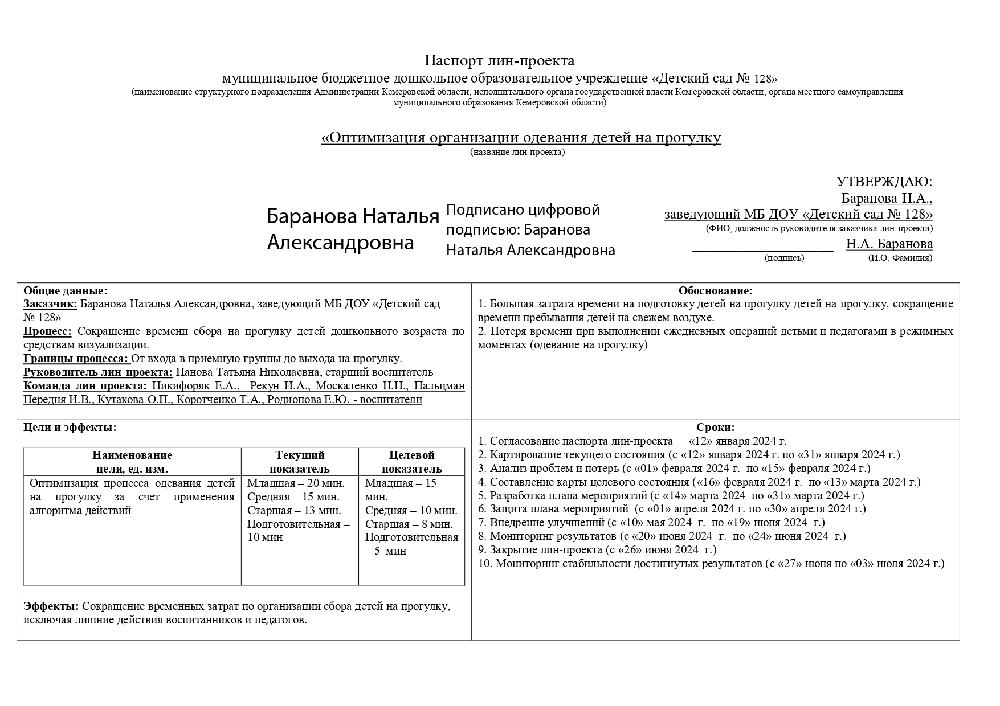 Паспорт лин-проекта
муниципальное бюджетное дошкольное образовательное учреждение «Детский сад № 128»
(наименование структурного подразделения Администрации Кемеровской области, исполнительного органа государственной власти Кемеровской области, органа местного самоуправления
муниципального образования Кемеровской области)
«Оптимизация организации одевания детей на прогулку
(название лин-проекта)
УТВЕРЖДАЮ:
Баранова Н.А.,
заведующий МБ ДОУ «Детский сад № 128»
(ФИО, должность руководителя заказчика лин-проекта)
____________________ Н.А. Баранова
(подпись) (И.О. Фамилия)
Баранова Наталья
Александровна
Подписано цифровой
подписью: Баранова
Наталья Александровна
Общие данные:
Заказчик: Баранова Наталья Александровна, заведующий МБ ДОУ «Детский сад
№ 128»
Процесс: Сокращение времени сбора на прогулку детей дошкольного возраста по
средствам визуализации.
Границы процесса: От входа в приемную группы до выхода на прогулку.
Руководитель лин-проекта: Панова Татьяна Николаевна, старший воспитатель
Команда лин-проекта: Никифоряк Е.А., Рекун И.А., Москаленко Н.Н., Пальцман
Передня И.В., Кутакова О.П., Коротченко Т.А., Родионова Е.Ю. - воспитатели
Обоснование:
1. Большая затрата времени на подготовку детей на прогулку детей на прогулку, сокращение
времени пребывания детей на свежем воздухе.
2. Потеря времени при выполнении ежедневных операций детьми и педагогами в режимных
моментах (одевание на прогулку)
Цели и эффекты:
Наименование
цели, ед. изм.
Текущий
показатель
Целевой
показатель
Оптимизация процесса одевания детей
на прогулку за счет применения
алгоритма действий
Младшая – 20 мин.
Средняя – 15 мин.
Старшая – 13 мин.
Подготовительная –
10 мин
Младшая – 15
мин.
Средняя – 10 мин.
Старшая – 8 мин.
Подготовительная
– 5 мин
Эффекты: Сокращение временных затрат по организации сбора детей на прогулку,
исключая лишние действия воспитанников и педагогов.
Сроки:
1. Согласование паспорта лин-проекта – «12» января 2024 г.
2. Картирование текущего состояния (с «12» января 2024 г. по «31» января 2024 г.)
3. Анализ проблем и потерь (с «01» февраля 2024 г. по «15» февраля 2024 г.)
4. Составление карты целевого состояния («16» февраля 2024 г. по «13» марта 2024 г.)
5. Разработка плана мероприятий (с «14» марта 2024 по «31» марта 2024 г.)
6. Защита плана мероприятий (с «01» апреля 2024 г. по «30» апреля 2024 г.)
7. Внедрение улучшений (с «10» мая 2024 г. по «19» июня 2024 г.)
8. Мониторинг результатов (с «20» июня 2024 г. по «24» июня 2024 г.)
9. Закрытие лин-проекта (с «26» июня 2024 г.)
10. Мониторинг стабильности достигнутых результатов (с «27» июня по «03» июля 2024 г.)